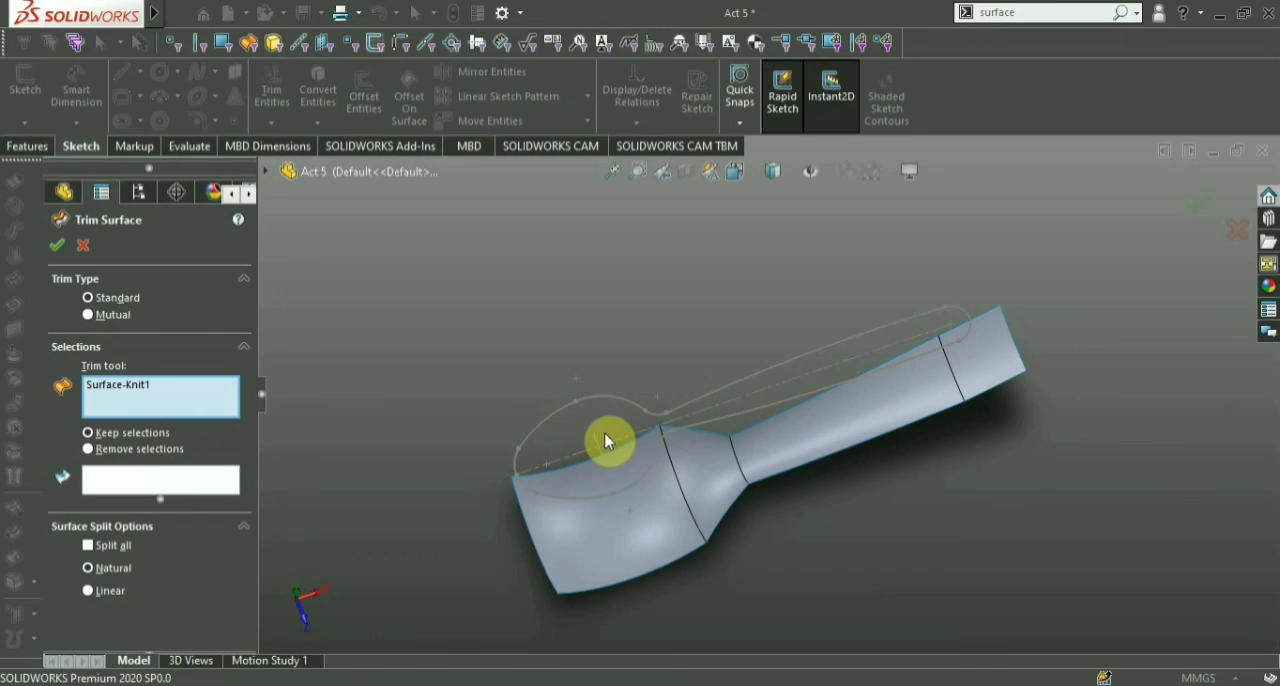 SOLIDWORKS
Act 5 *
surface
Sketch
Smart Dimension
Trim Entities
Convert Entities
Offset Entities
Offset On Surface
Mirror Entities
Linear Sketch Pattern
Move Entities
Display/Delete Relations
Repair Sketch
Quick Snaps
Rapid Sketch
Instant2D
Shaded Sketch Contours
Features
Sketch
Markup
Evaluate
MBD Dimensions
SOLIDWORKS Add-Ins
MBD
SOLIDWORKS CAM
SOLIDWORKS CAM TBM
Act 5 (Default<<Default>...
Trim Surface
Trim Type
Standard
Mutual
Selections
Trim tool:
Surface-Knit1
Keep selections
Remove selections
Surface Split Options
Split all
Natural
Linear
Model
3D Views
Motion Study 1
SOLIDWORKS Premium 2020 SP0.0
MMGS